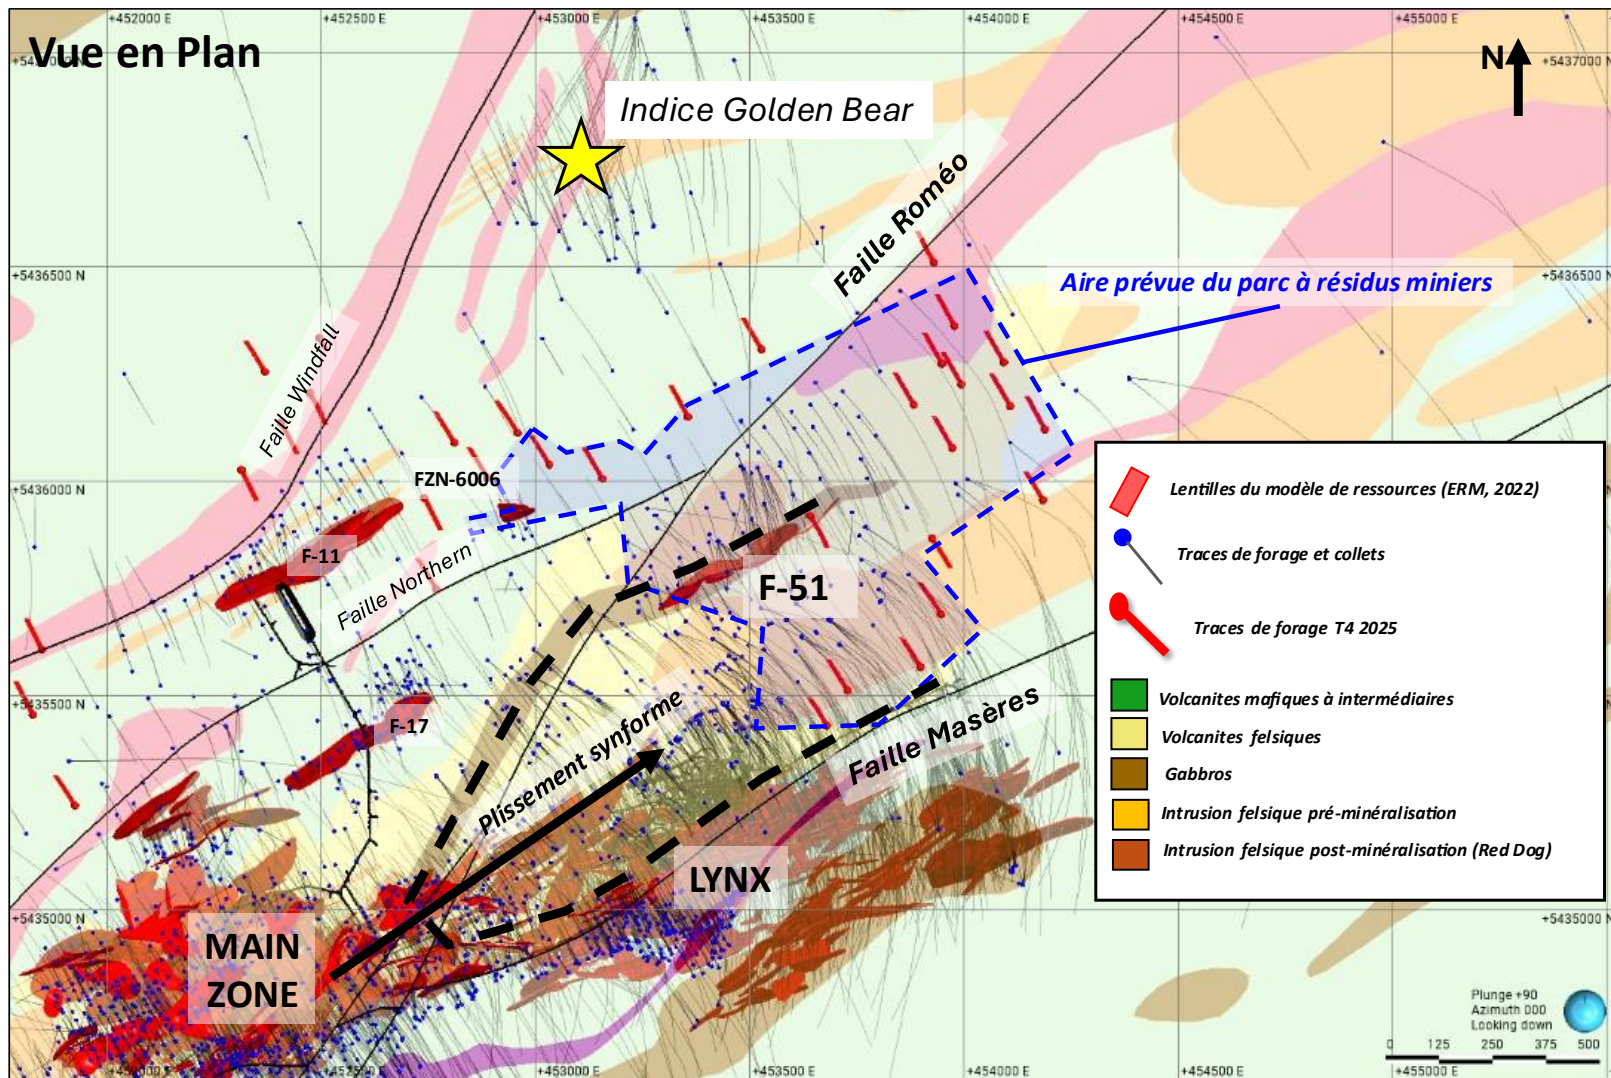 +452000 E
+452500 E
+453000 E
+453500 E
+454000 E
+454500 E
+455000 E
Vue en Plan
N
+5437000 N
Indice Golden Bear
Faille Roméo
+5436500 N
+5436500 N
Aire prévue du parc à résidus miniers
Faille Windfall
FZN-6006
+5436000 N
F-11
Faille Northern
F-51
Lentilles du modèle de ressources (ERM, 2022)
Traces de forage et collets
Traces de forage T4 2025
Volcanites mafiques à intermédiaires
Volcanites felsiques
Gabbros
Intrusion felsique pré-minéralisation
Intrusion felsique post-minéralisation (Red Dog)
+5435500 N
F-17
Plissement synforme
Faille Masères
LYNX
+5435000 N
+5435000 N
MAIN
ZONE
Plunge +90
Azimuth 000
Looking down
0 125 250 375 500
+452500 E
+453000 E
+453500 E
+454000 E
+454500 E
+455000 E